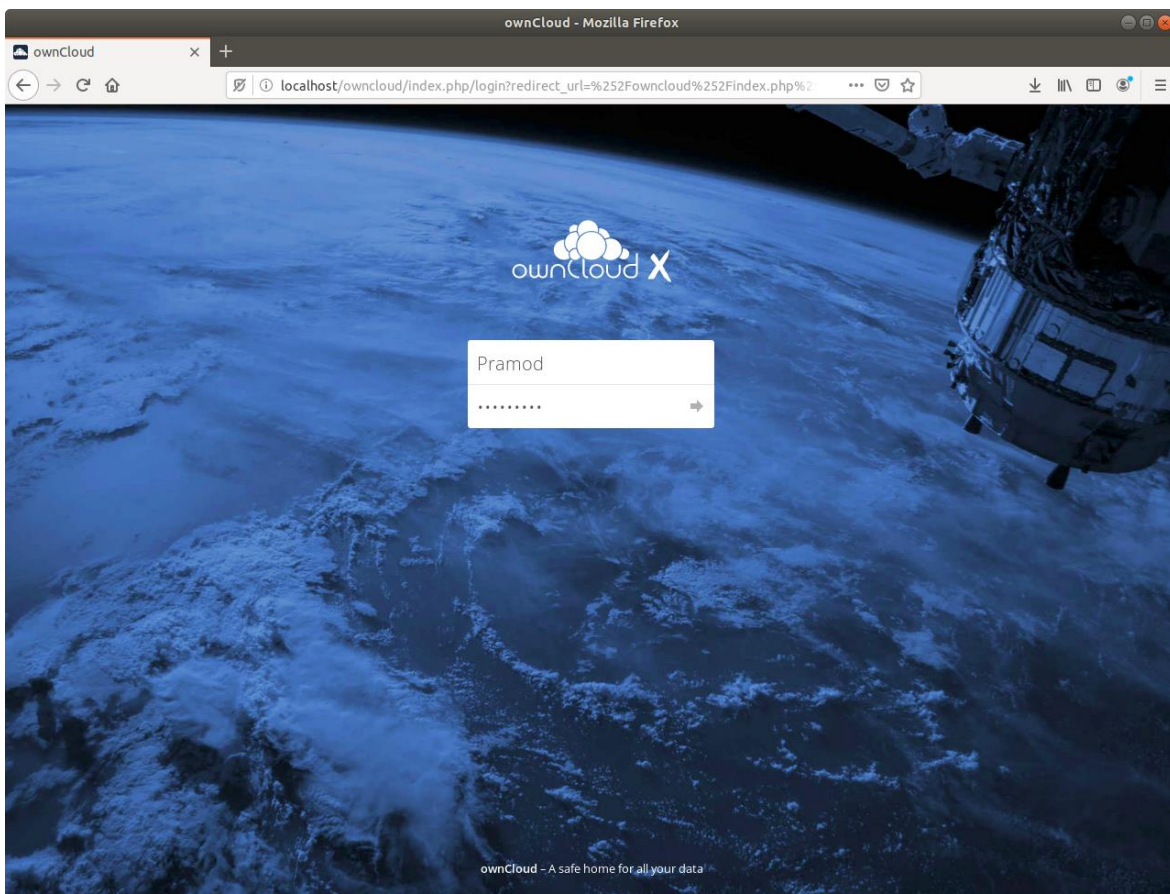 ownCloud - Mozilla Firefox
ownCloud
localhost/owncloud/index.php/login?redirect_url=%252Fowncloud%252Findex.php%2
ownCloud X
Pramod
•••••••••
ownCloud – A safe home for all your data